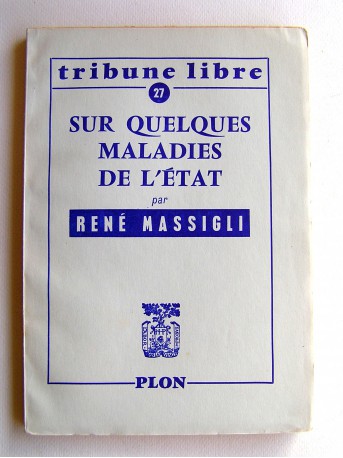 tribune libre
27
SUR QUELQUES
MALADIES
DE L'ÉTAT
par
RENÉ MASSIGLI
PLON